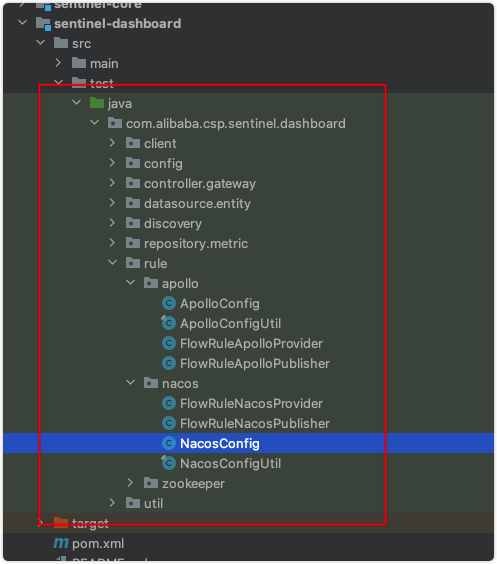 sentinel-core
sentinel-dashboard
src
main
test
java
com.alibaba.csp.sentinel.dashboard
client
config
controller.gateway
datasource.entity
discovery
repository.metric
rule
apollo
ApolloConfig
ApolloConfigUtil
FlowRuleApolloProvider
FlowRuleApolloPublisher
nacos
FlowRuleNacosProvider
FlowRuleNacosPublisher
NacosConfig
NacosConfigUtil
zookeeper
util
target
pom.xml